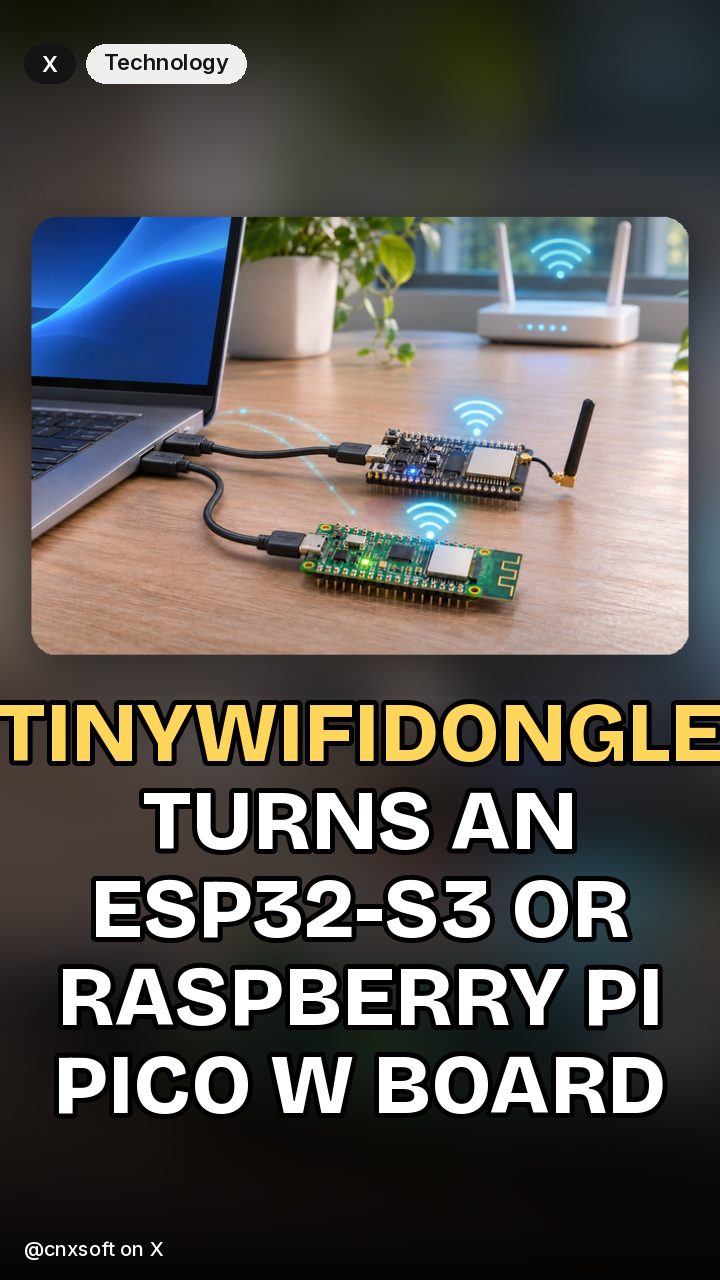 X
Technology
TINYWIFIDONGLE
TURNS AN
ESP32-S3 OR
RASPBERRY PI
PICO W BOARD
@cnxsoft on X